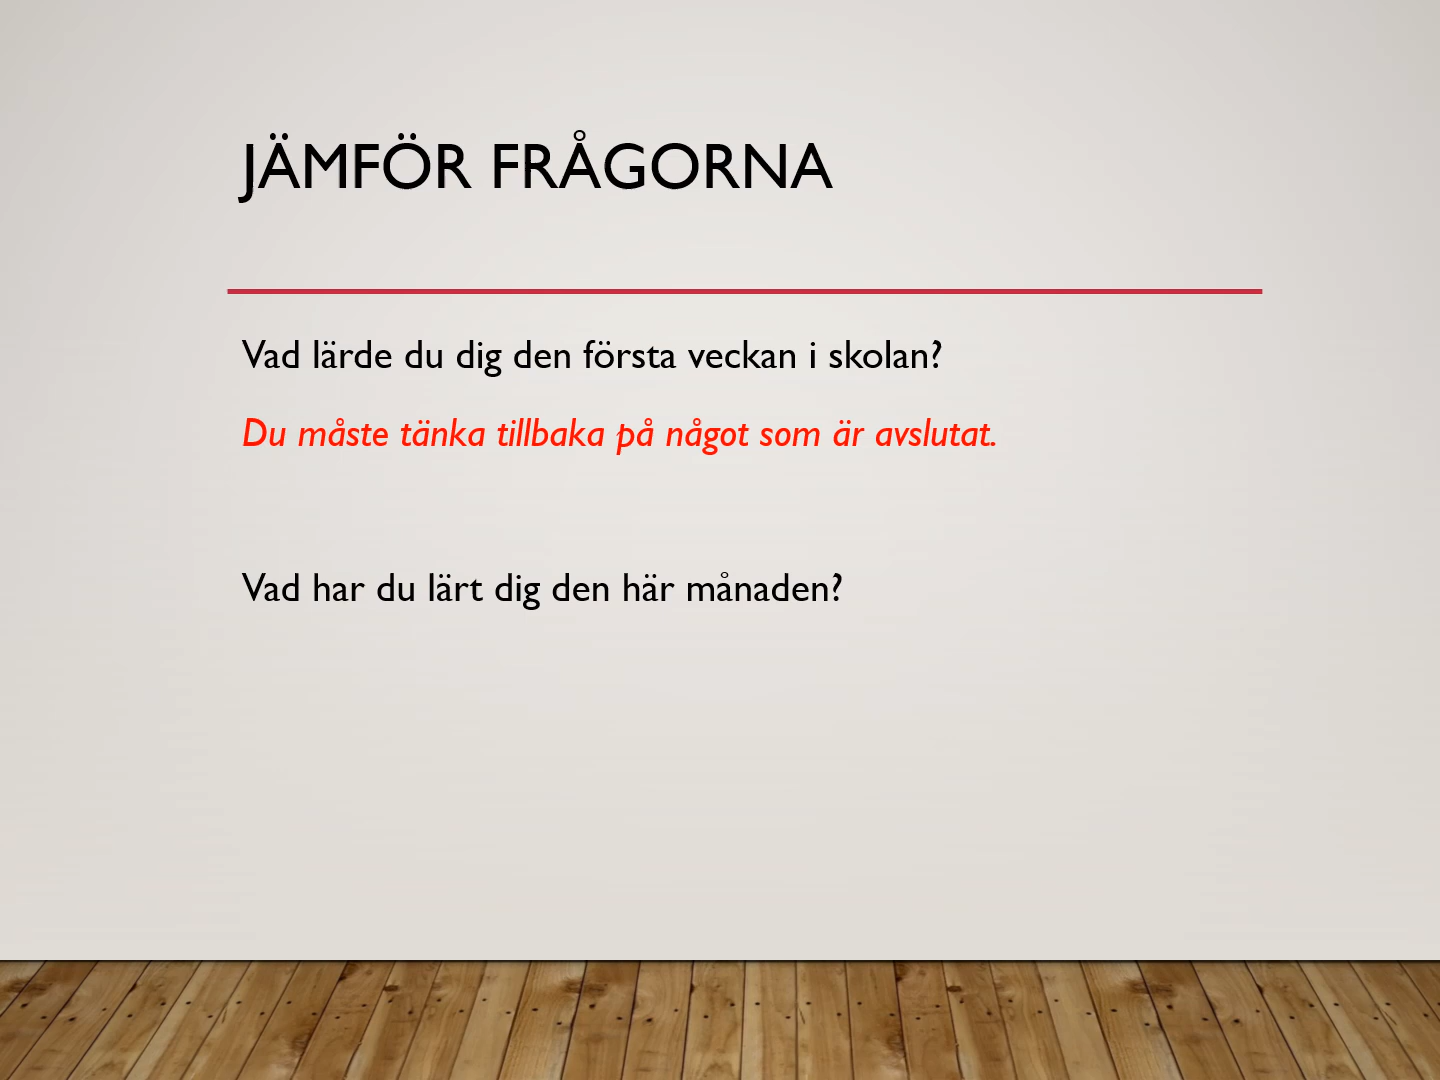 JÄMFÖR FRÅGORNA
Vad lärde du dig den första veckan i skolan?
Du måste tänka tillbaka på något som är avslutat.
Vad har du lärt dig den här månaden?